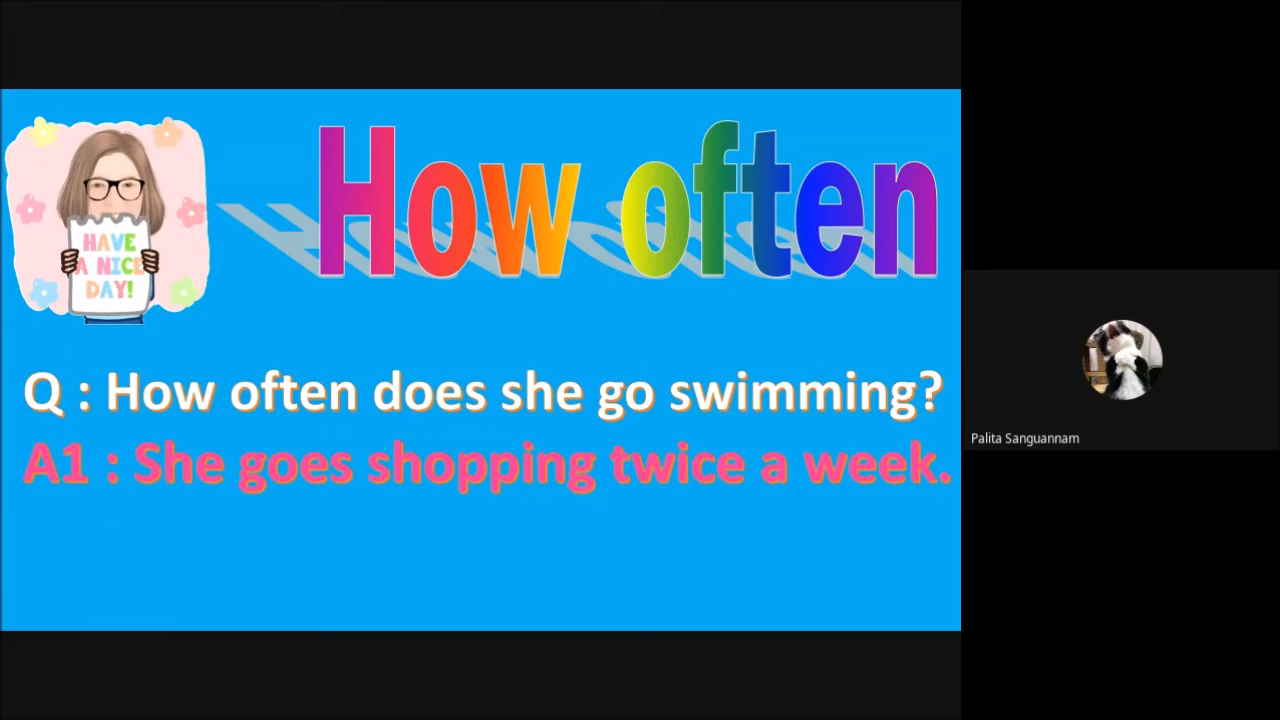 How often
HAVE
A NICE
DAY!
Q : How often does she go swimming?
A1 : She goes shopping twice a week.
Palita Sanguannam